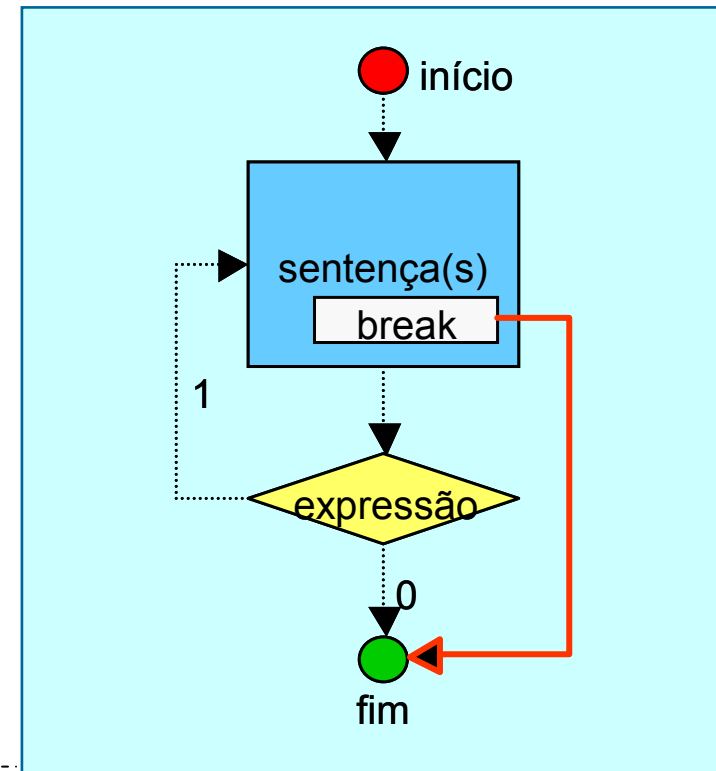 início
sentença(s)
break
1
expressão
0
fim